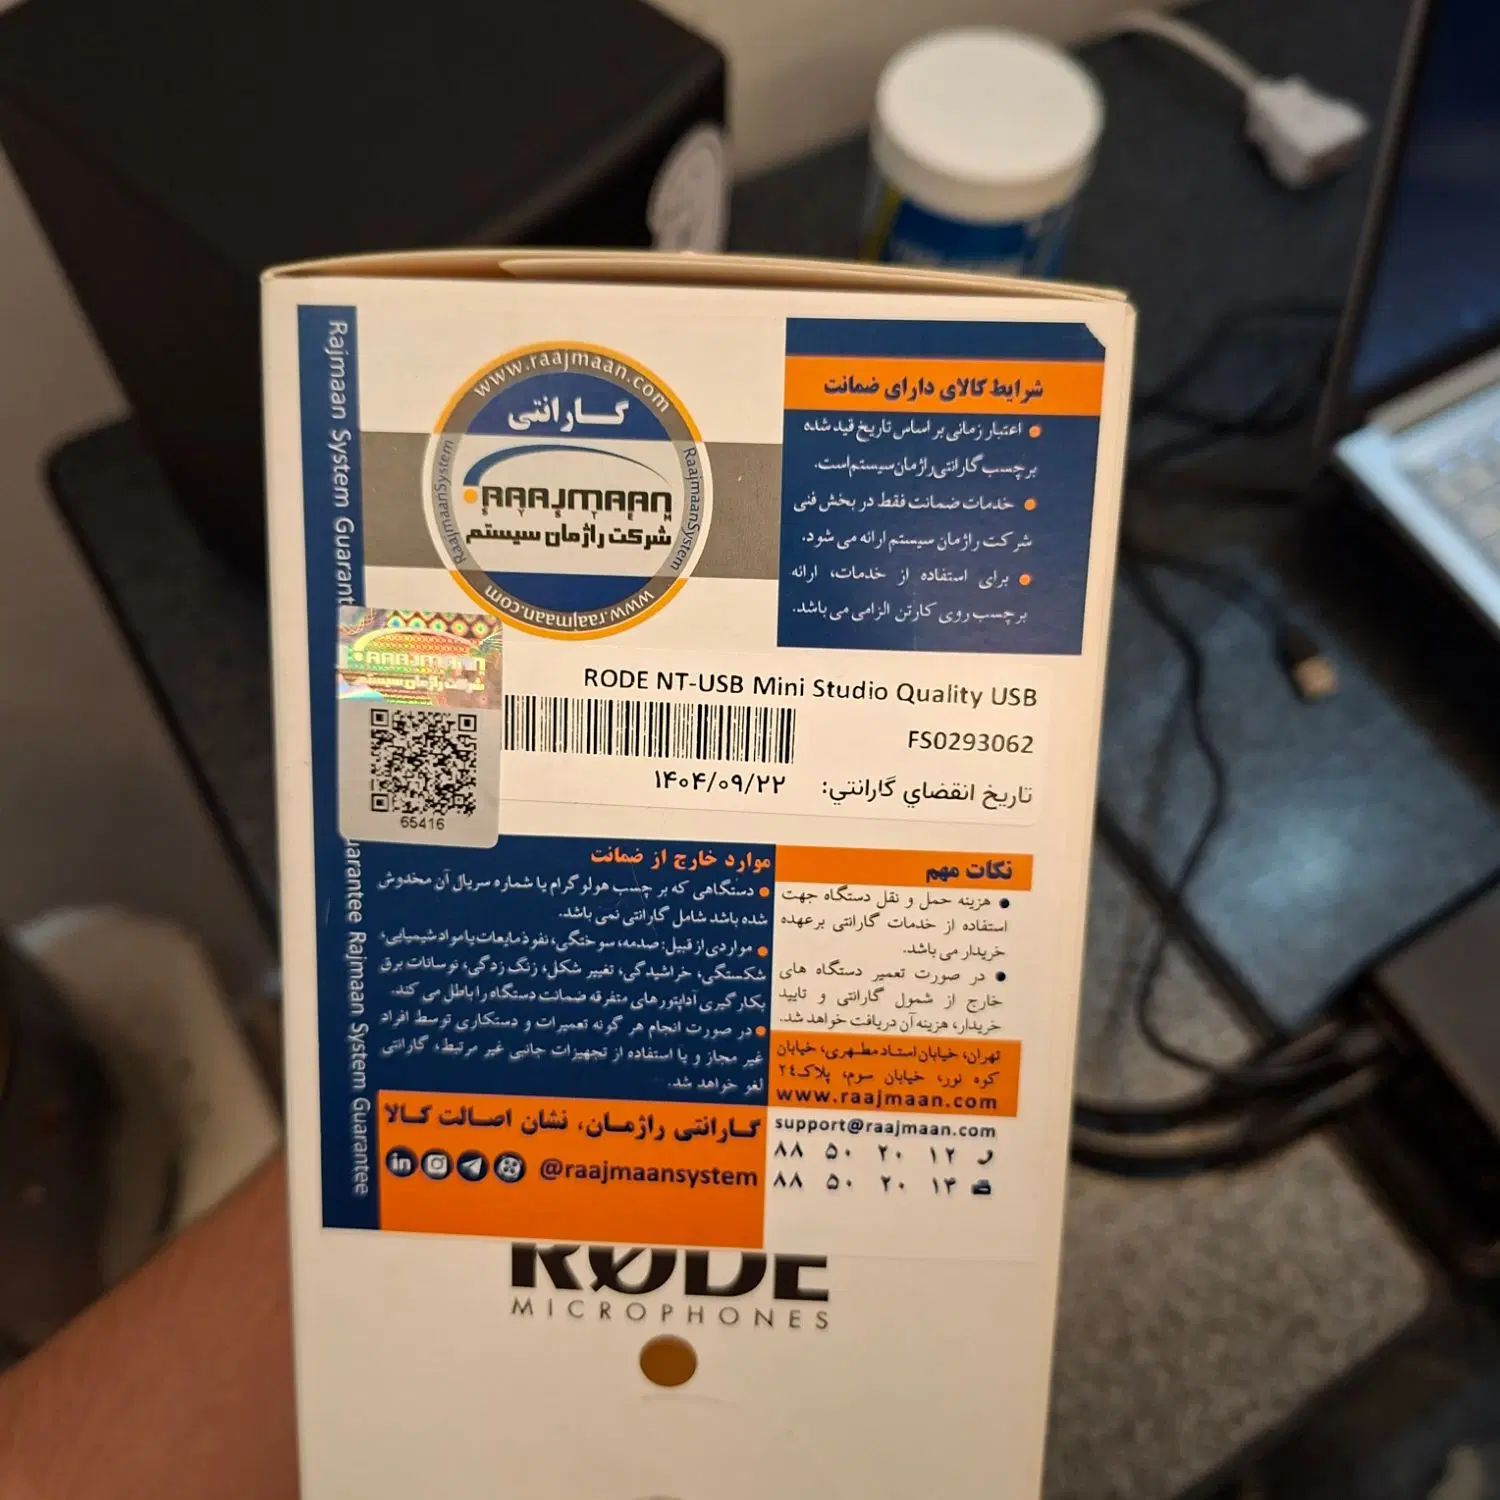 Rajmaan System Guarant
uarantee Rajmaan System Guarantee
www.raajmaan.com
گارانتی
RaajmaanSystem
RAAJMAAN
SYSTEM
شرکت راژمان سیستم
RaajmaanSystem
www.raajmaan.com
شرایط کالای دارای ضمانت
● اعتبار زمانی بر اساس تاریخ قید شده
برچسب گارانتی راژمان سیستم است.
● خدمات ضمانت فقط در بخش فنی
شرکت راژمان سیستم ارائه می شود.
● برای استفاده از خدمات، ارائه
برچسب روی کارتن الزامی می باشد.
RAAJMAAN
شرکت راژمان سیستم
65416
RODE NT-USB Mini Studio Quality USB
FS0293062
تاریخ انقضاي گارانتي: ۱۴۰۴/۰۹/۲۲
نکات مهم
● هزینه حمل و نقل دستگاه جهت
استفاده از خدمات گارانتی برعهده
خریدار می باشد.
● در صورت تعمیر دستگاه های
خارج از شمول گارانتی و تایید
خریدار، هزینه آن دریافت خواهد شد.
تهران، خیابان استاد مطهری، خیابان
کوه نور، خیابان سوم، پلاک ۲۴
www.raajmaan.com
support@raajmaan.com
۸۸ ۵۰ ۲۰ ۱۲
۸۸ ۵۰ ۲۰ ۱۴
موارد خارج از ضمانت
● دستگاهی که بر چسب هولوگرام یا شماره سریال آن مخدوش
شده باشد شامل گارانتی نمی باشد.
● مواردی از قبیل: صدمه، سوختگی، نفوذ مایعات یا مواد شیمیایی،
شکستگی، خراشیدگی، تغییر شکل، زنگ زدگی، نوسانات برق
بکارگیری آداپتورهای متفرقه ضمانت دستگاه را باطل می کند.
● در صورت انجام هر گونه تعمیرات و دستکاری توسط افراد
غیر مجاز و یا استفاده از تجهیزات جانبی غیر مرتبط، گارانتی
لغو خواهد شد.
گارانتی راژمان، نشان اصالت کالا
@raajmaansystem
RØDE
MICROPHONES